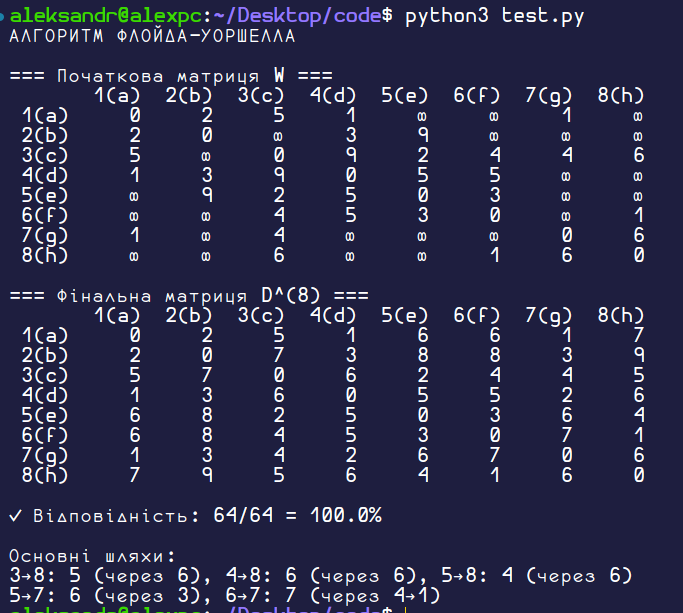 aleksandr@alexpc:~/Desktop/code$ python3 test.py
АЛГОРИТМ ФЛОЙДА-УОРШЕЛЛА
=== Початкова матриця W ===
1(a) 2(b) 3(c) 4(d) 5(e) 6(f) 7(g) 8(h)
1(a) 0 2 5 1 ∞ ∞ 1 ∞
2(b) 2 0 ∞ 3 9 ∞ ∞ ∞
3(c) 5 ∞ 0 9 2 4 4 6
4(d) 1 3 9 0 5 5 ∞ ∞
5(e) ∞ 9 2 5 0 3 ∞ ∞
6(f) ∞ ∞ 4 5 3 0 ∞ 1
7(g) 1 ∞ 4 ∞ ∞ ∞ 0 6
8(h) ∞ ∞ 6 ∞ ∞ 1 6 0
=== Фінальна матриця D^(8) ===
1(a) 2(b) 3(c) 4(d) 5(e) 6(f) 7(g) 8(h)
1(a) 0 2 5 1 6 6 1 7
2(b) 2 0 7 3 8 8 3 9
3(c) 5 7 0 6 2 4 4 5
4(d) 1 3 6 0 5 5 2 6
5(e) 6 8 2 5 0 3 6 4
6(f) 6 8 4 5 3 0 7 1
7(g) 1 3 4 2 6 7 0 6
8(h) 7 9 5 6 4 1 6 0
✓ Відповідність: 64/64 = 100.0%
Основні шляхи:
3→8: 5 (через 6), 4→8: 6 (через 6), 5→8: 4 (через 6)
5→7: 6 (через 3), 6→7: 7 (через 4→1)
aleksandr@alexpc:~/Desktop/code$